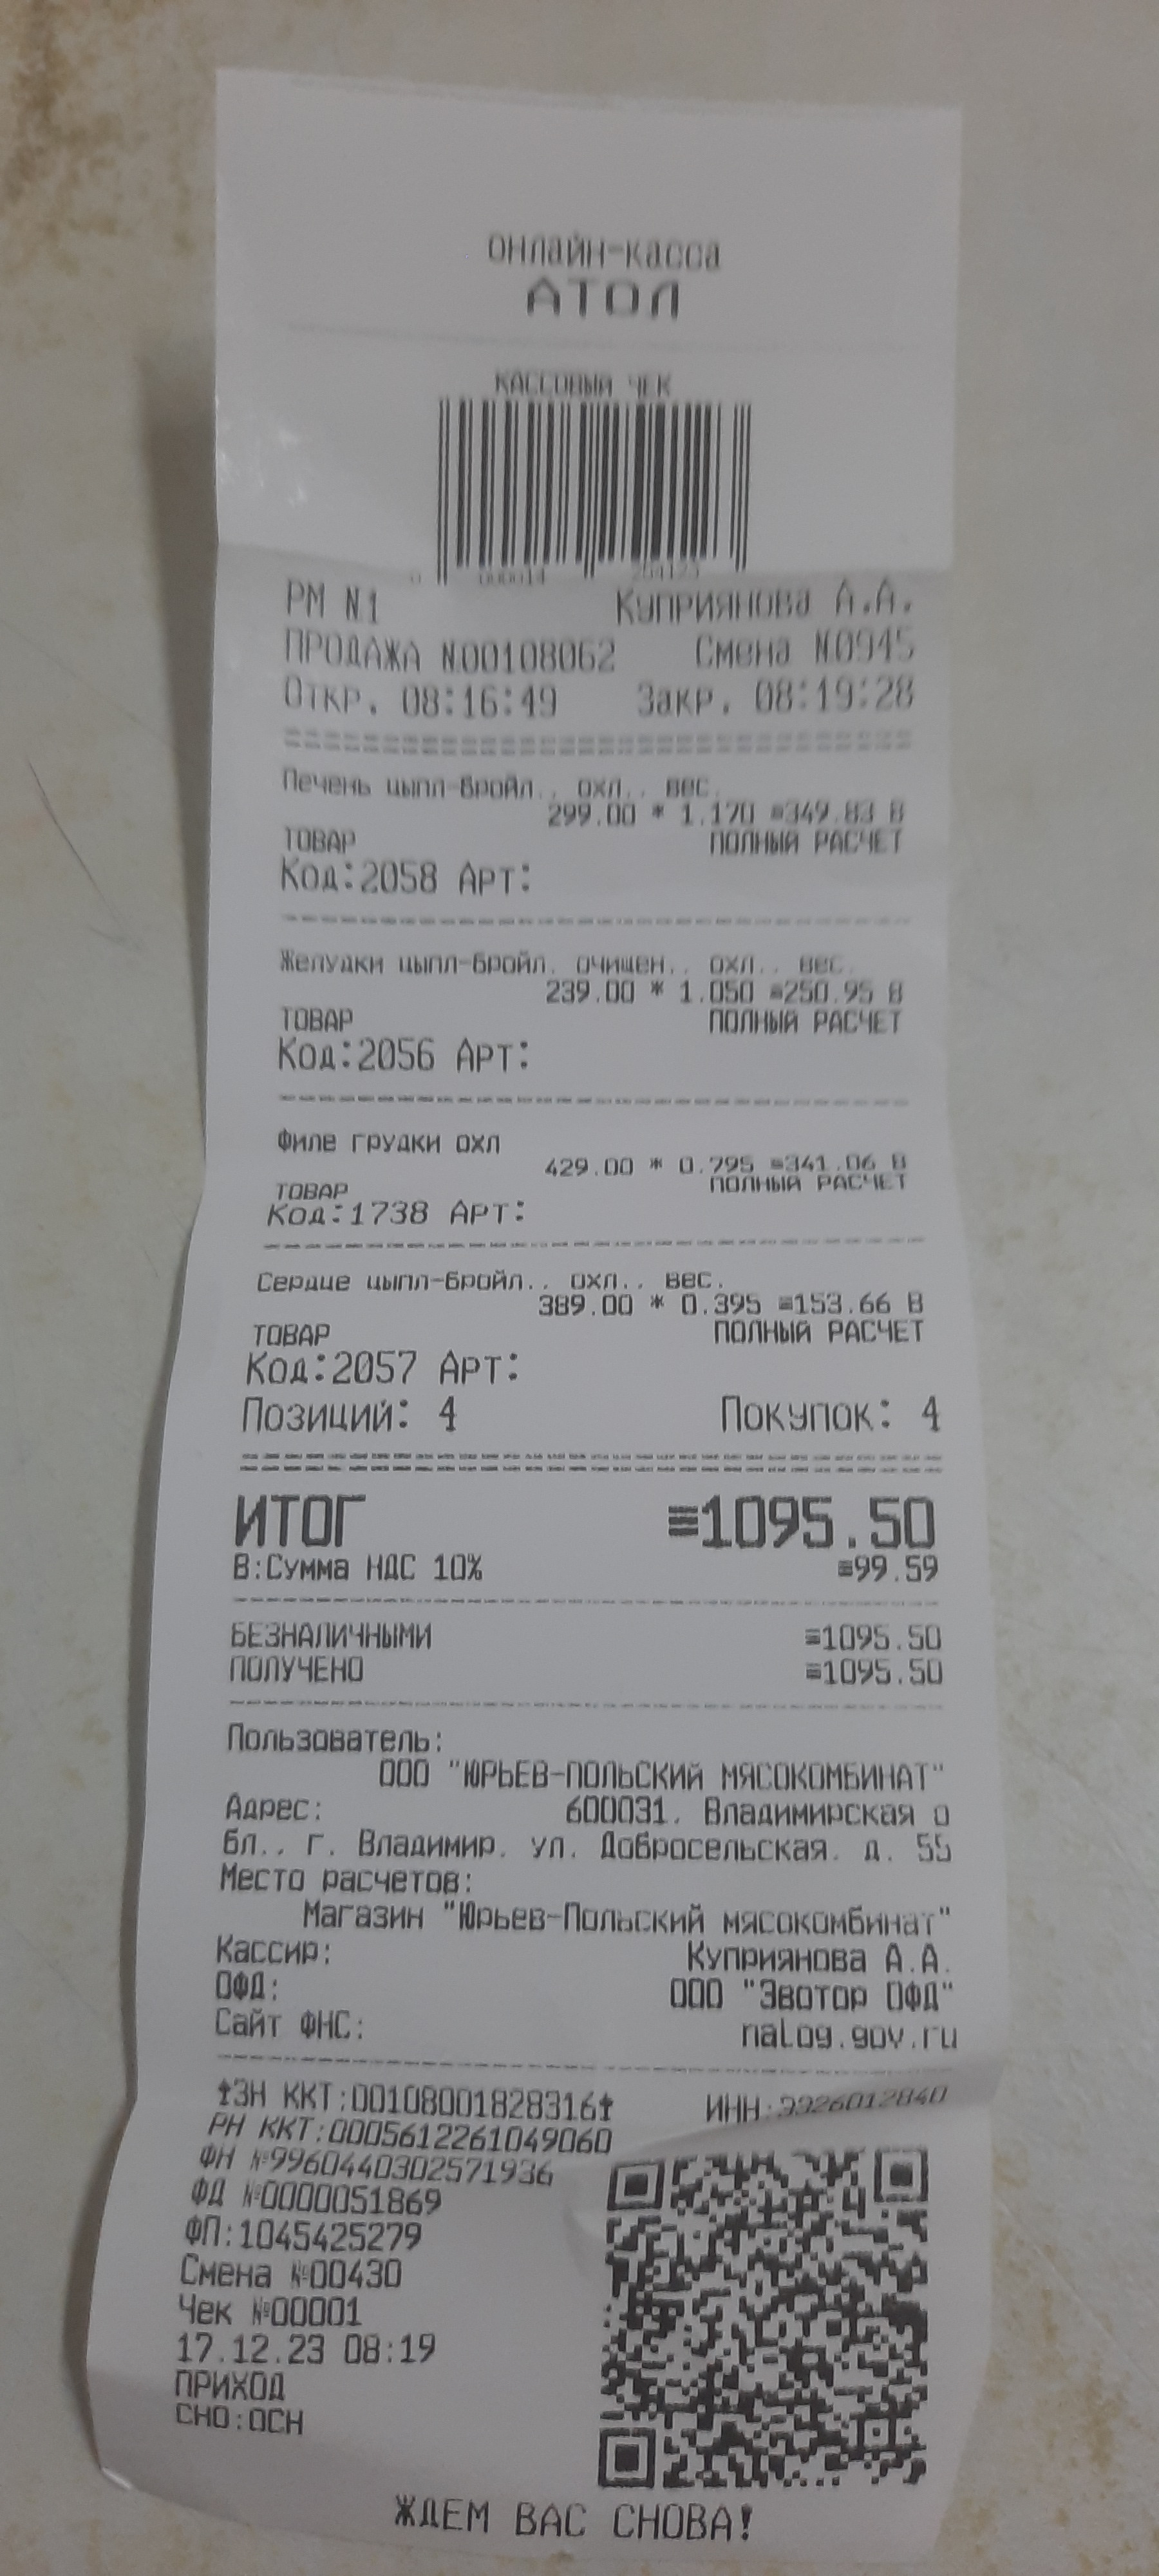 онлайн-касса
АТОЛ
КАССОВЫЙ ЧЕК
0 000014 204123
РМ N1 Куприянова А.А.
ПРОДАЖА N00108062 Смена N0945
Откр. 08:16:49 Закр. 08:19:28
Печень цыпл-бройл.. охл.. вес.
299.00 * 1.170 ≡349.83 В
ТОВАР ПОЛНЫЙ РАСЧЕТ
Код:2058 Арт:
Желудки цыпл-бройл. очищен.. охл.. вес.
239.00 * 1.050 ≡250.95 В
ТОВАР ПОЛНЫЙ РАСЧЕТ
Код:2056 Арт:
Филе грудки охл
429.00 * 0.795 ≡341.06 В
ТОВАР ПОЛНЫЙ РАСЧЕТ
Код:1738 Арт:
Сердце цыпл-бройл.. охл.. вес.
389.00 * 0.395 ≡153.66 В
ТОВАР ПОЛНЫЙ РАСЧЕТ
Код:2057 Арт:
Позиций: 4 Покупок: 4
ИТОГ ≡1095.50
В:Сумма НДС 10% ≡99.59
БЕЗНАЛИЧНЫМИ ≡1095.50
ПОЛУЧЕНО ≡1095.50
Пользователь:
ООО "ЮРЬЕВ-ПОЛЬСКИЙ МЯСОКОМБИНАТ"
Адрес: 600031, Владимирская о
бл., г. Владимир, ул. Добросельская, д. 55
Место расчетов:
Магазин "Юрьев-Польский мясокомбинат"
Кассир: Куприянова А.А.
ОФД: ООО "Эвотор ОФД"
Сайт ФНС: nalog.gov.ru
ЗН ККТ:00108001828316 ИНН:3326012840
РН ККТ:0005612261049060
ФН №9960440302571936
ФД №0000051869
ФП:1045425279
Смена №00430
Чек №00001
17.12.23 08:19
ПРИХОД
СНО:ОСН
ЖДЕМ ВАС СНОВА!